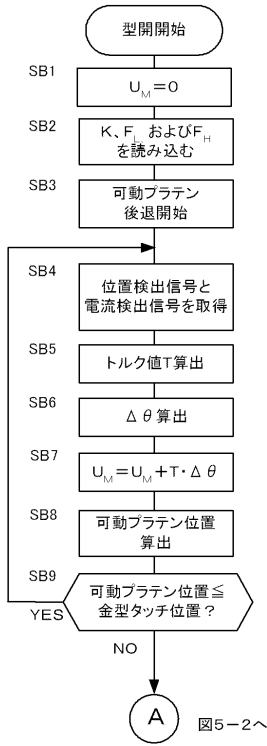 型開開始
SB1
U_M=0
SB2
K、F_L およびF_H
を読み込む
SB3
可動プラテン
後退開始
SB4
位置検出信号と
電流検出信号を取得
SB5
トルク値T算出
SB6
Δθ算出
SB7
U_M=U_M+T・Δθ
SB8
可動プラテン位置
算出
SB9
可動プラテン位置≦
金型タッチ位置？
YES
NO
A
図5－2へ